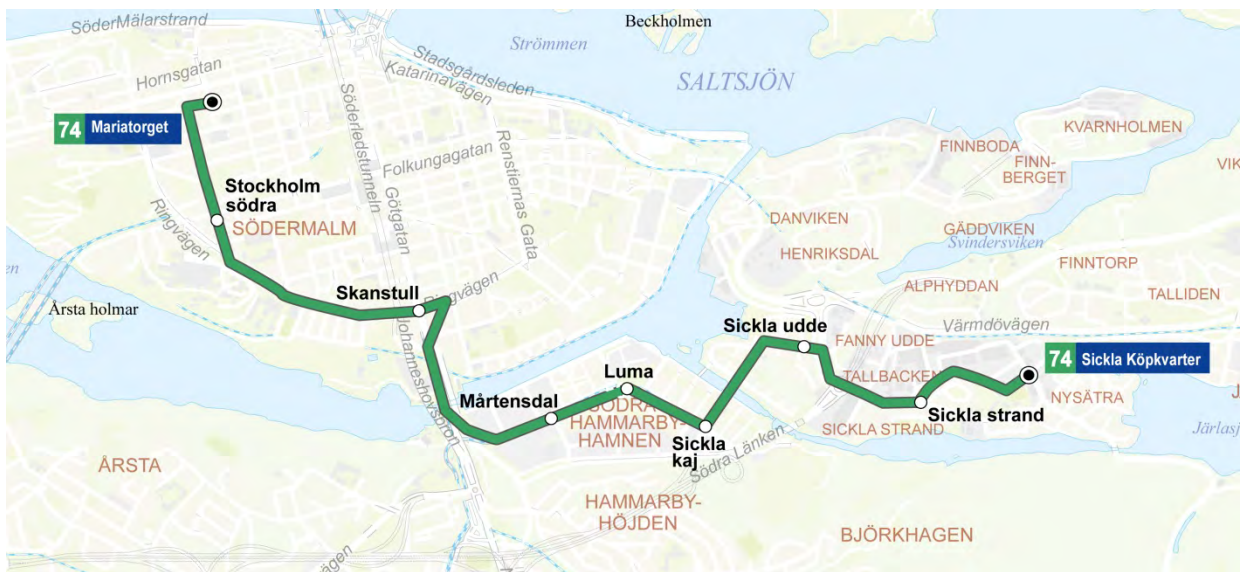 Beckholmen
SöderMälarstrand
Strömmen
Stadsgårdsleden
Hornsgatan
Katarinavägen
SALTSJÖN
74 Mariatorget
Söderledstunneln
Folkungagatan
Renstiernas Gata
KVARNHOLMEN
FINNBODA
FINN-
BERGET
VIK
Stockholm
södra
SÖDERMALM
Ringvägen
Götgatan
DANVIKEN
HENRIKSDAL
GÄDDVIKEN
Svindersviken
FINNTORP
ALPHYDDAN
TALLIDEN
Årsta holmar
Skanstull
Ringvägen
Johanneshovsbron
Sickla udde
FANNY UDDE
Värmdövägen
74 Sickla Köpkvarter
Luma
TALLBACKEN
NYSÄTRA
Mårtensdal
SÖDRA
HAMMARBY-
HAMNEN
Sickla
kaj
Sickla strand
SICKLA STRAND
Järlasj
Södra Länken
ÅRSTA
HAMMARBY-
HÖJDEN
BJÖRKHAGEN
vägen